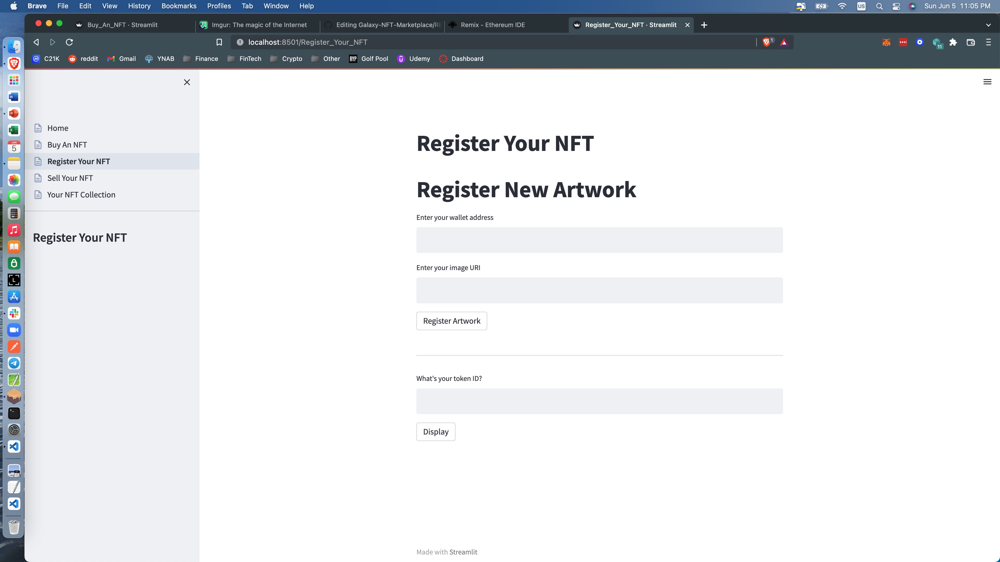 Brave File Edit View History Bookmarks Profiles Tab Window Help US Sun Jun 5 11:05 PM
Buy_An_NFT · Streamlit Imgur: The magic of the Internet Editing Galaxy-NFT-Marketplace/RE Remix - Ethereum IDE Register_Your_NFT · Streamlit
localhost:8501/Register_Your_NFT 1 11
C21K reddit Gmail YNAB Finance FinTech Crypto Other RYP Golf Pool Udemy Dashboard
JUN
5
Home
Buy An NFT
Register Your NFT
Sell Your NFT
Your NFT Collection
Register Your NFT
Register Your NFT
Register New Artwork
Enter your wallet address
Enter your image URI
Register Artwork
What's your token ID?
Display
Made with Streamlit